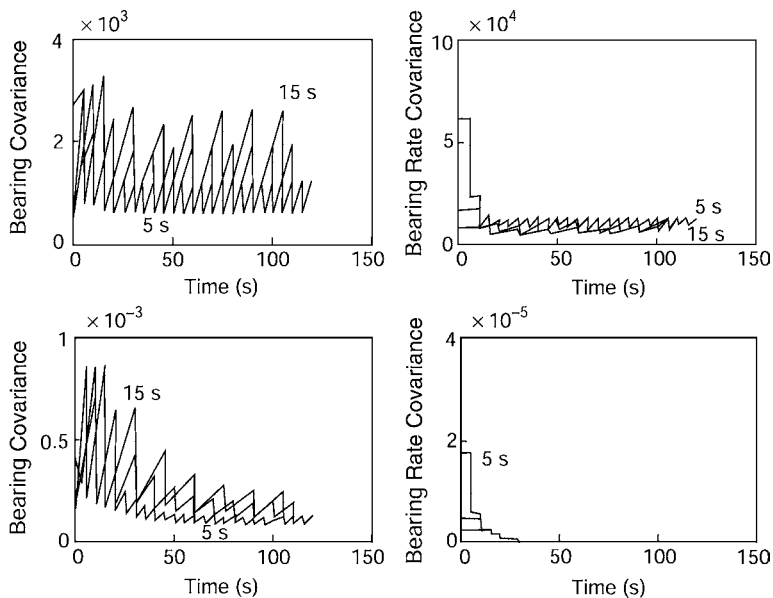 × 10³
Bearing Covariance
4
2
0
0
50
100
150
15 s
5 s
Time (s)
× 10⁴
Bearing Rate Covariance
10
5
0
0
50
100
150
5 s
15 s
Time (s)
× 10⁻³
Bearing Covariance
1
0.5
0
0
50
100
150
15 s
5 s
Time (s)
× 10⁻⁵
Bearing Rate Covariance
4
2
0
0
50
100
150
5 s
Time (s)